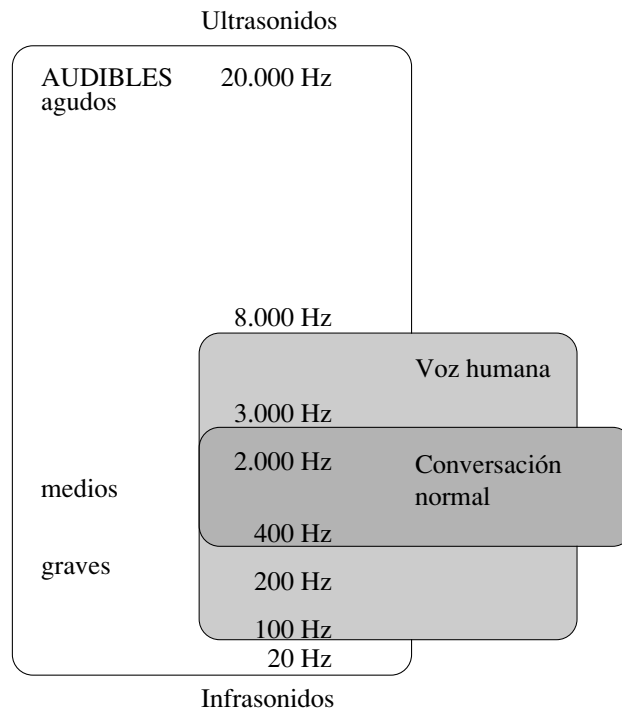 Ultrasonidos
AUDIBLES 20.000 Hz
agudos
8.000 Hz
Voz humana
3.000 Hz
2.000 Hz Conversación
medios normal
400 Hz
graves
200 Hz
100 Hz
20 Hz
Infrasonidos